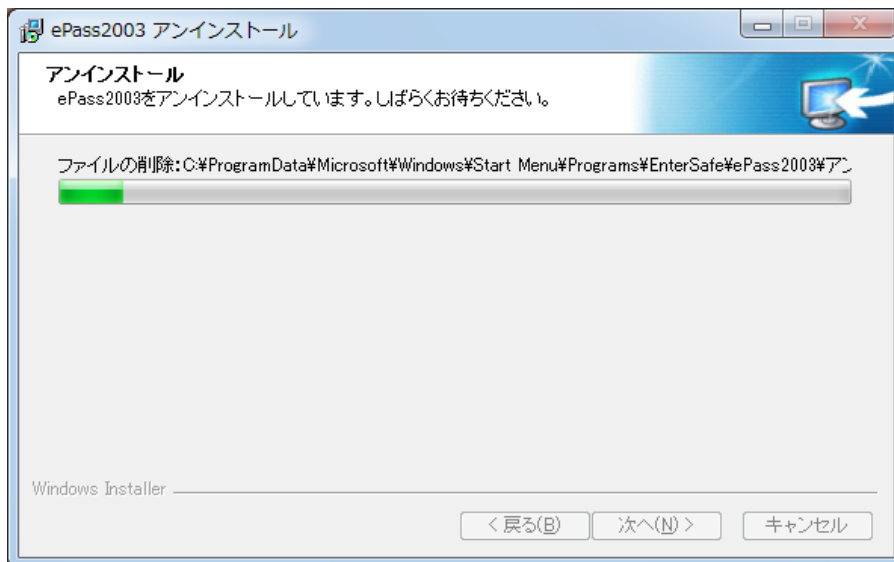 ePass2003 アンインストール
アンインストール
ePass2003をアンインストールしています。しばらくお待ちください。
ファイルの削除:C:¥ProgramData¥Microsoft¥Windows¥Start Menu¥Programs¥EnterSafe¥ePass2003¥アン
Windows Installer
< 戻る(B)
次へ(N) >
キャンセル